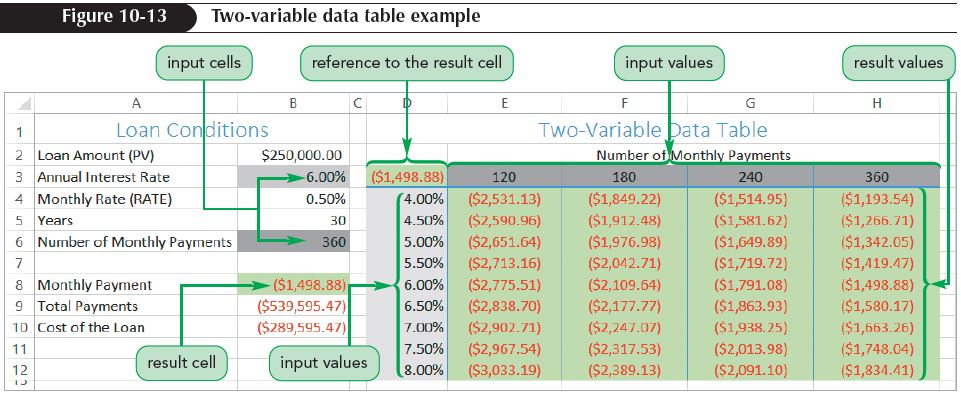 Figure 10-13 Two-variable data table example
input cells reference to the result cell input values result values
A B C D E F G H
1 Loan Conditions Two-Variable Data Table
2 Loan Amount (PV) $250,000.00 Number of Monthly Payments
3 Annual Interest Rate 6.00% ($1,498.88) 120 180 240 360
4 Monthly Rate (RATE) 0.50% 4.00% ($2,531.13) ($1,849.22) ($1,514.95) ($1,193.54)
5 Years 30 4.50% ($2,590.96) ($1,912.48) ($1,581.62) ($1,266.71)
6 Number of Monthly Payments 360 5.00% ($2,651.64) ($1,976.98) ($1,649.89) ($1,342.05)
7 5.50% ($2,713.16) ($2,042.71) ($1,719.72) ($1,419.47)
8 Monthly Payment ($1,498.88) 6.00% ($2,775.51) ($2,109.64) ($1,791.08) ($1,498.88)
9 Total Payments ($539,595.47) 6.50% ($2,838.70) ($2,177.77) ($1,863.93) ($1,580.17)
10 Cost of the Loan ($289,595.47) 7.00% ($2,902.71) ($2,247.07) ($1,938.25) ($1,663.26)
11 7.50% ($2,967.54) ($2,317.53) ($2,013.98) ($1,748.04)
12 8.00% ($3,033.19) ($2,389.13) ($2,091.10) ($1,834.41)
result cell input values